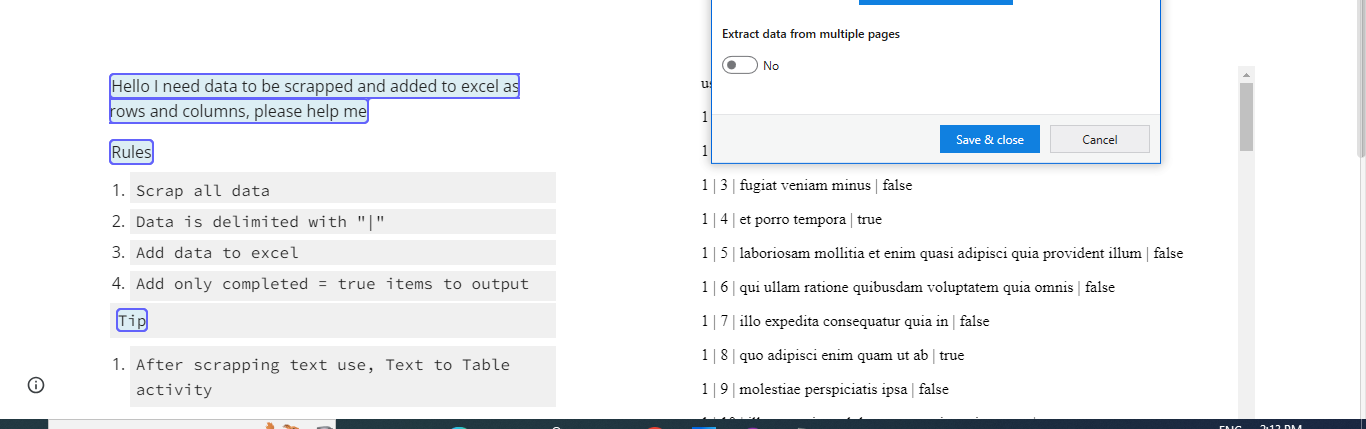 Extract data from multiple pages
No
Save & close
Cancel
Hello I need data to be scrapped and added to excel as
rows and columns, please help me
Rules
1. Scrap all data
2. Data is delimited with "|"
3. Add data to excel
4. Add only completed = true items to output
Tip
1. After scrapping text use, Text to Table
activity
us
1
1
1 | 3 | fugiat veniam minus | false
1 | 4 | et porro tempora | true
1 | 5 | laboriosam mollitia et enim quasi adipisci quia provident illum | false
1 | 6 | qui ullam ratione quibusdam voluptatem quia omnis | false
1 | 7 | illo expedita consequatur quia in | false
1 | 8 | quo adipisci enim quam ut ab | true
1 | 9 | molestiae perspiciatis ipsa | false